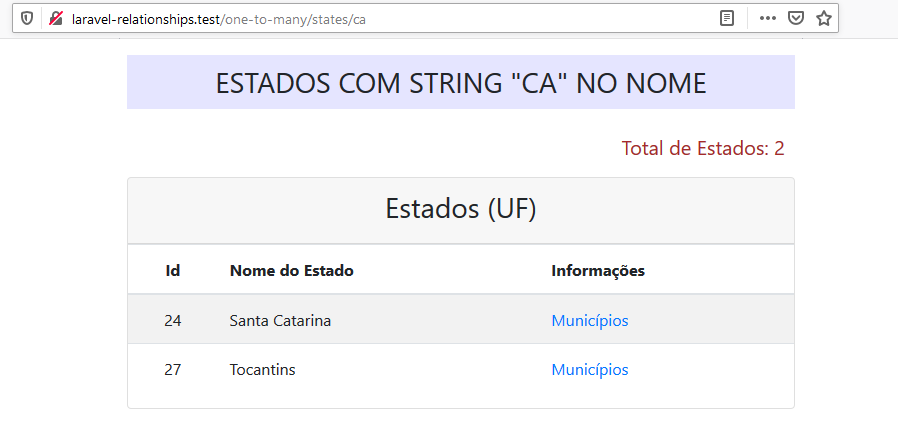 laravel-relationships.test/one-to-many/states/ca
ESTADOS COM STRING "CA" NO NOME
Total de Estados: 2
Estados (UF)
Id Nome do Estado Informações
24 Santa Catarina Municípios
27 Tocantins Municípios